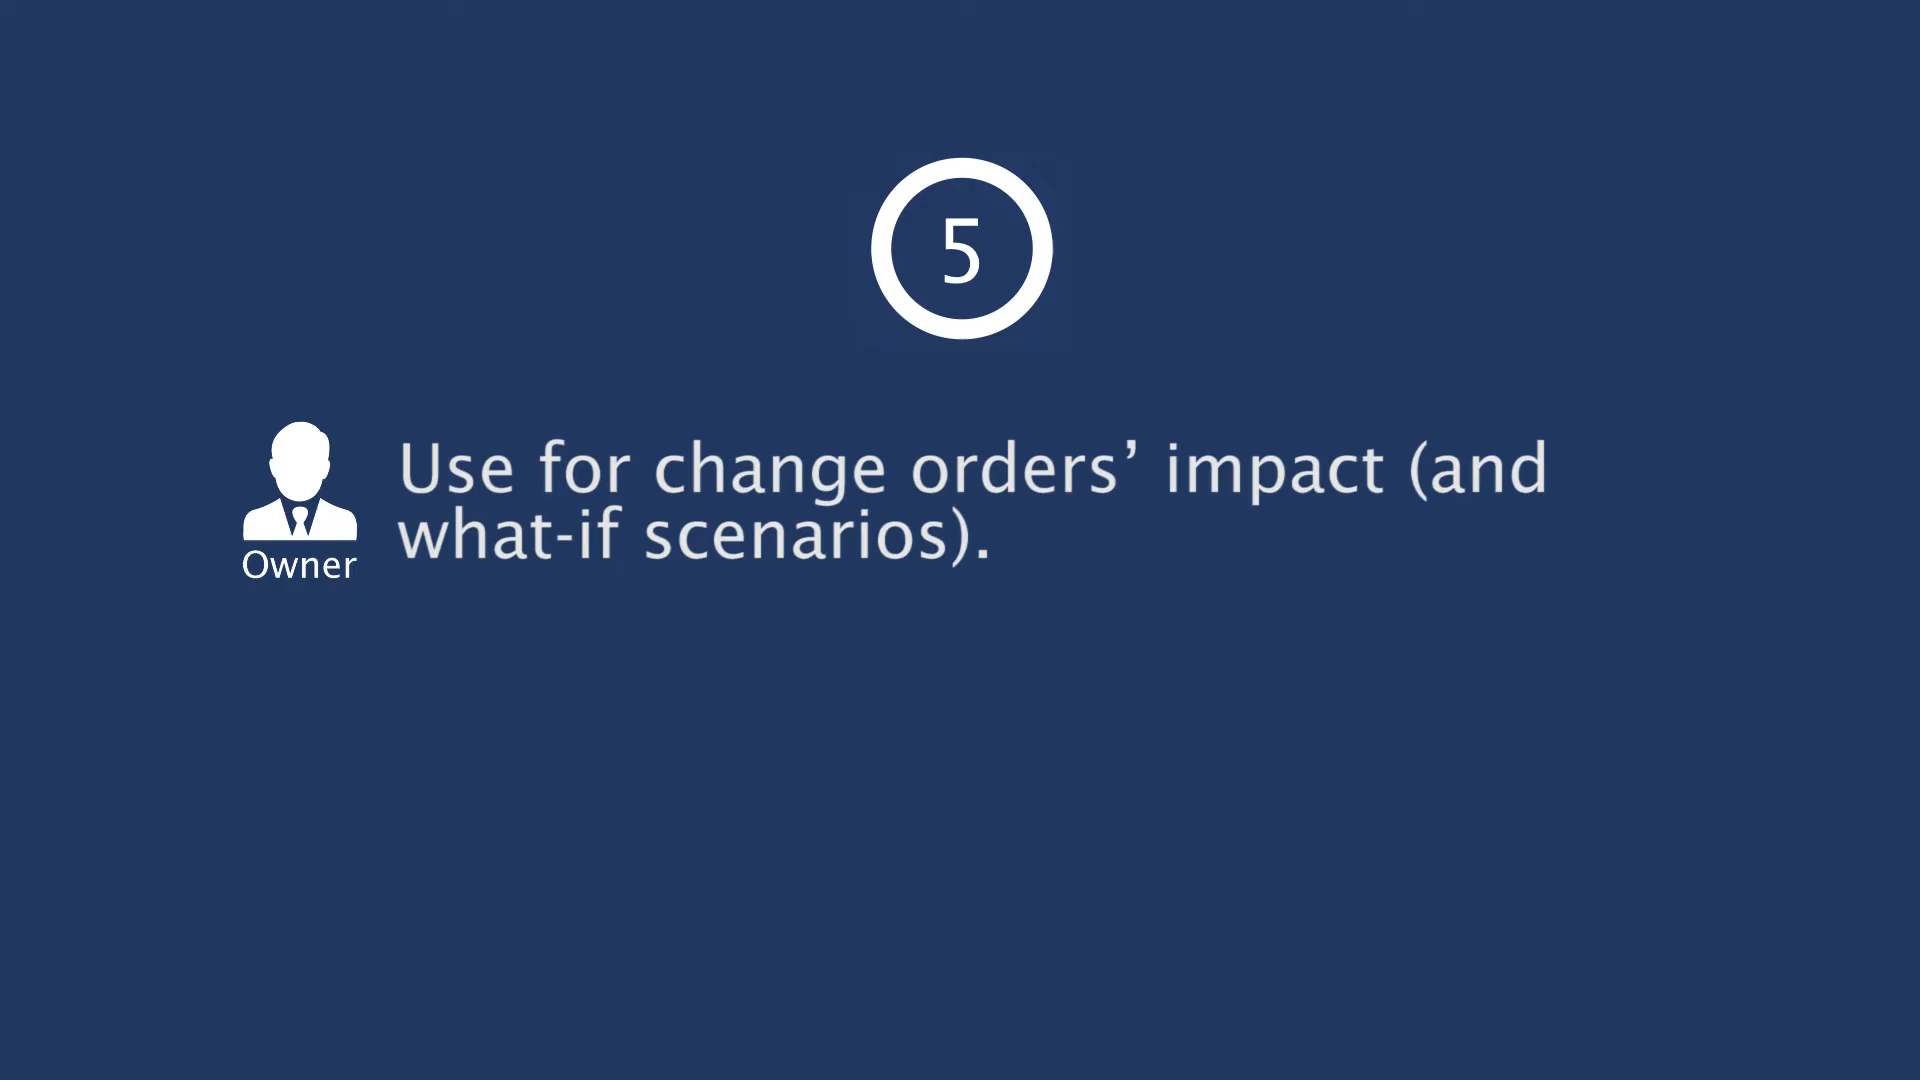 5
Use for change orders’ impact (and
what-if scenarios).
Owner